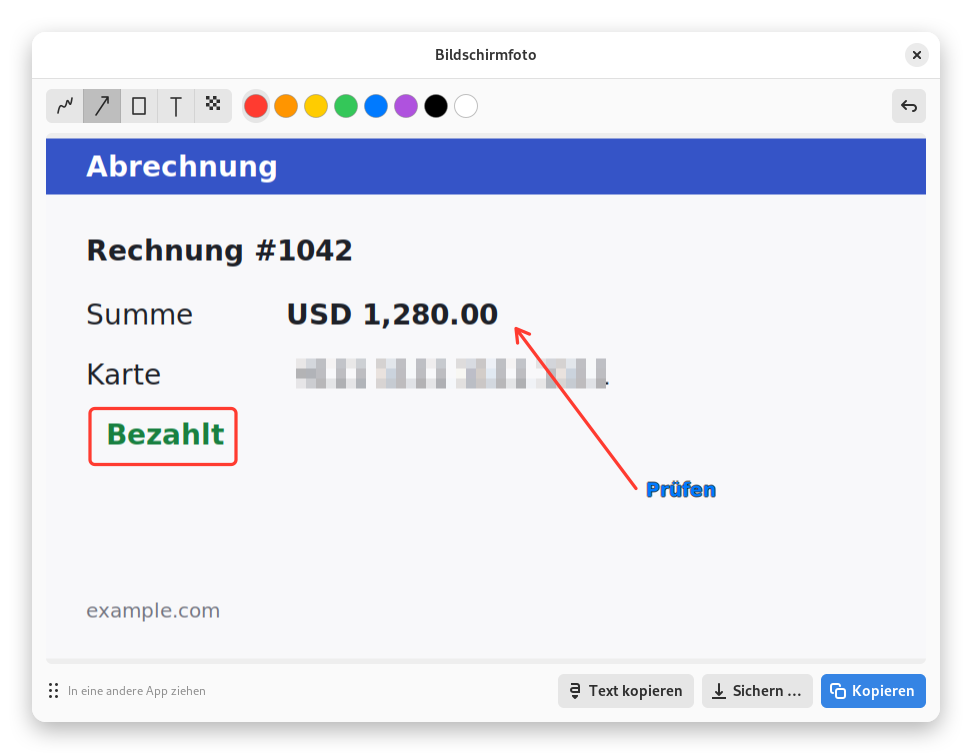 Bildschirmfoto
Abrechnung
Rechnung #1042
Summe USD 1,280.00
Karte
Bezahlt
Prüfen
example.com
In eine andere App ziehen
Text kopieren
Sichern ...
Kopieren